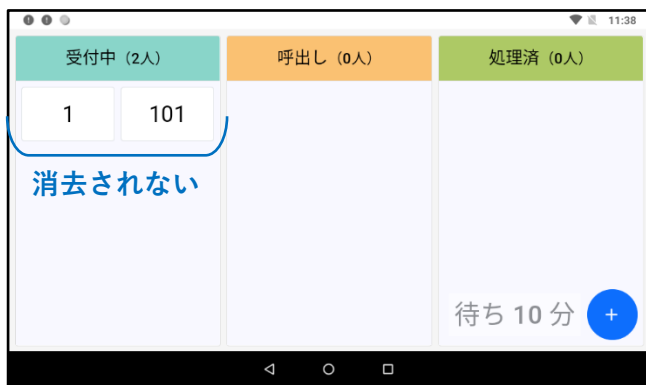 11:38
受付中（2人）
呼出し（0人）
処理済（0人）
1
101
消去されない
待ち 10 分
+